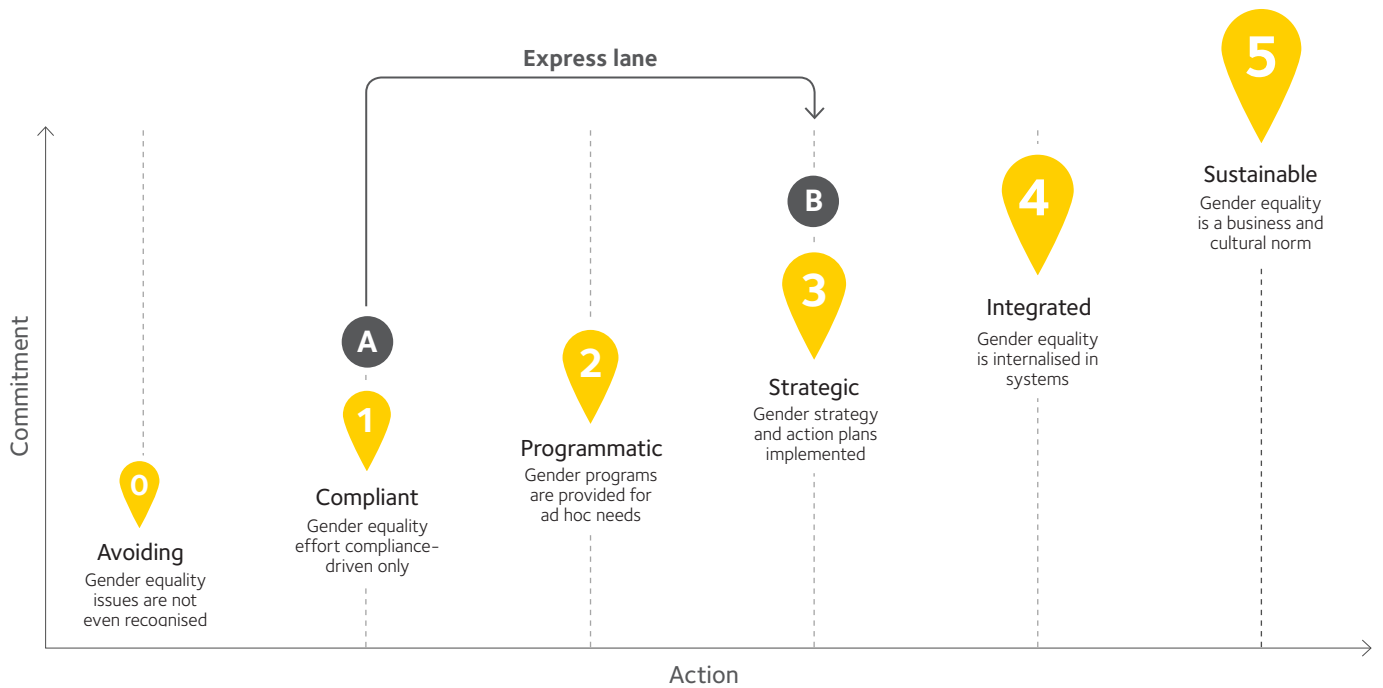 Express lane
Commitment
Action
0
Avoiding
Gender equality
issues are not
even recognised
A
1
Compliant
Gender equality
effort compliance-
driven only
2
Programmatic
Gender programs
are provided for
ad hoc needs
B
3
Strategic
Gender strategy
and action plans
implemented
4
Integrated
Gender equality
is internalised in
systems
5
Sustainable
Gender equality
is a business and
cultural norm